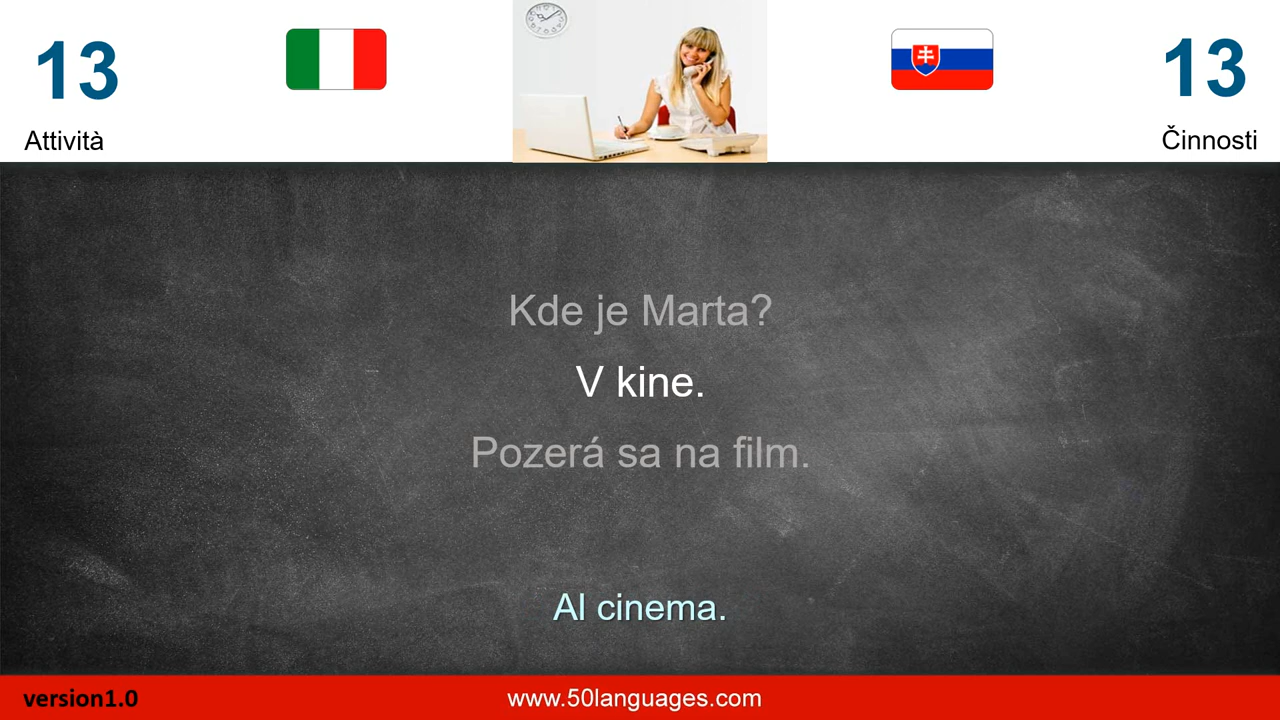 13
13
Attività
Činnosti
Kde je Marta?
V kine.
Pozerá sa na film.
Al cinema.
version1.0
www.50languages.com